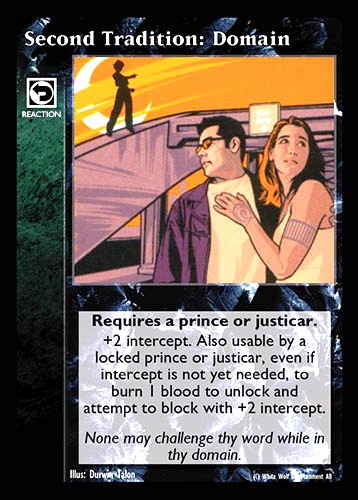 Second Tradition: Domain
REACTION
Requires a prince or justicar.
+2 intercept. Also usable by a
locked prince or justicar, even if
intercept is not yet needed, to
burn 1 blood to unlock and
attempt to block with +2 intercept.
None may challenge thy word while in
thy domain.
Illus: Durwin Talon
(C) White Wolf Entertainment AB